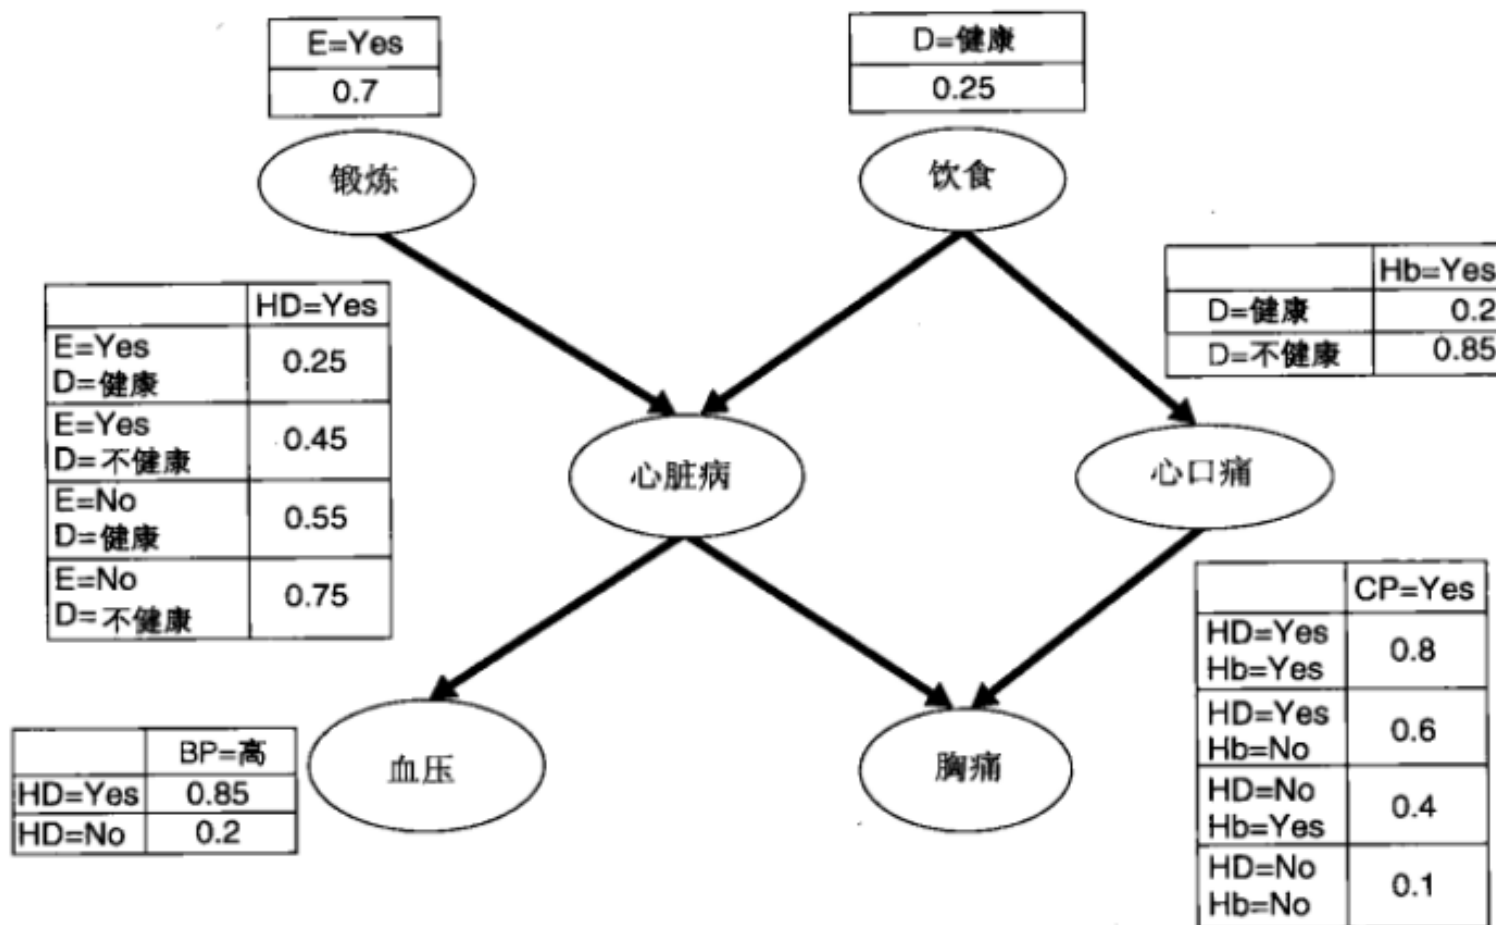 E=Yes
0.7
D=健康
0.25
锻炼
饮食
Hb=Yes
D=健康 0.2
D=不健康 0.85
HD=Yes
E=Yes
D=健康
0.25
E=Yes
D=不健康
0.45
E=No
D=健康
0.55
E=No
D=不健康
0.75
心脏病
心口痛
CP=Yes
HD=Yes
Hb=Yes
0.8
HD=Yes
Hb=No
0.6
HD=No
Hb=Yes
0.4
HD=No
Hb=No
0.1
BP=高
HD=Yes 0.85
HD=No 0.2
血压
胸痛